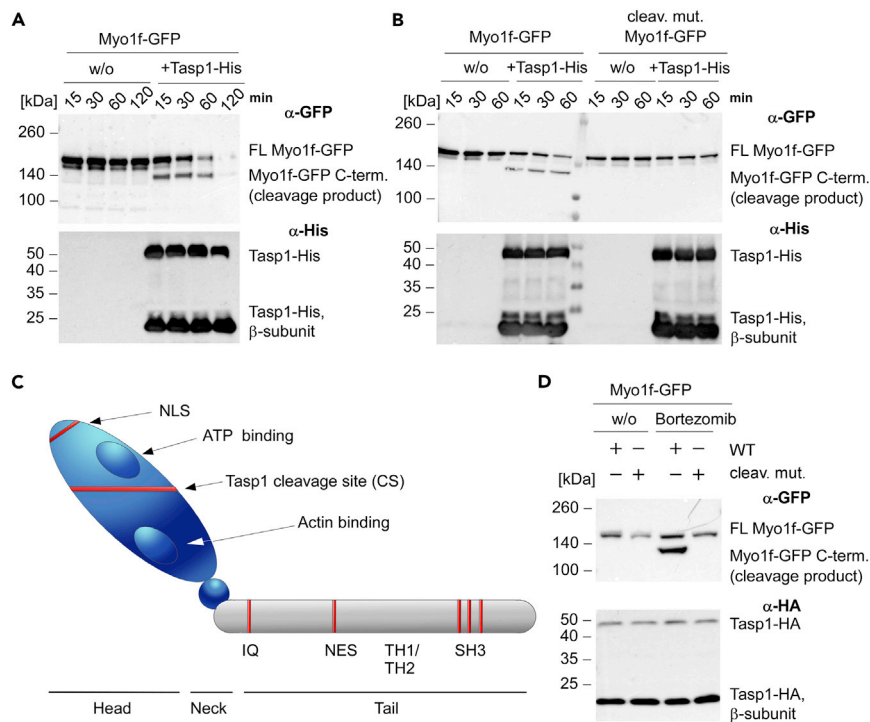 A
Myo1f-GFP
w/o
+Tasp1-His
[kDa]
15 30 60 120 15 30 60 120 min
α-GFP
260
FL Myo1f-GFP
140
Myo1f-GFP C-term.
(cleavage product)
100
α-His
50
Tasp1-His
40
35
25
Tasp1-His,
β-subunit
B
Myo1f-GFP
cleav. mut.
Myo1f-GFP
w/o
+Tasp1-His
w/o
+Tasp1-His
[kDa]
15 30 60 15 30 60 15 30 60 15 30 60 min
α-GFP
260
FL Myo1f-GFP
140
Myo1f-GFP C-term.
(cleavage product)
100
α-His
50
Tasp1-His
40
35
25
Tasp1-His,
β-subunit
C
NLS
ATP binding
Tasp1 cleavage site (CS)
Actin binding
IQ NES TH1/ SH3
TH2
Head Neck Tail
D
Myo1f-GFP
w/o Bortezomib
+ − + − WT
− + − + cleav. mut.
[kDa]
α-GFP
260
FL Myo1f-GFP
140
Myo1f-GFP C-term.
(cleavage product)
100
α-HA
50
Tasp1-HA
40
35
25
Tasp1-HA,
β-subunit